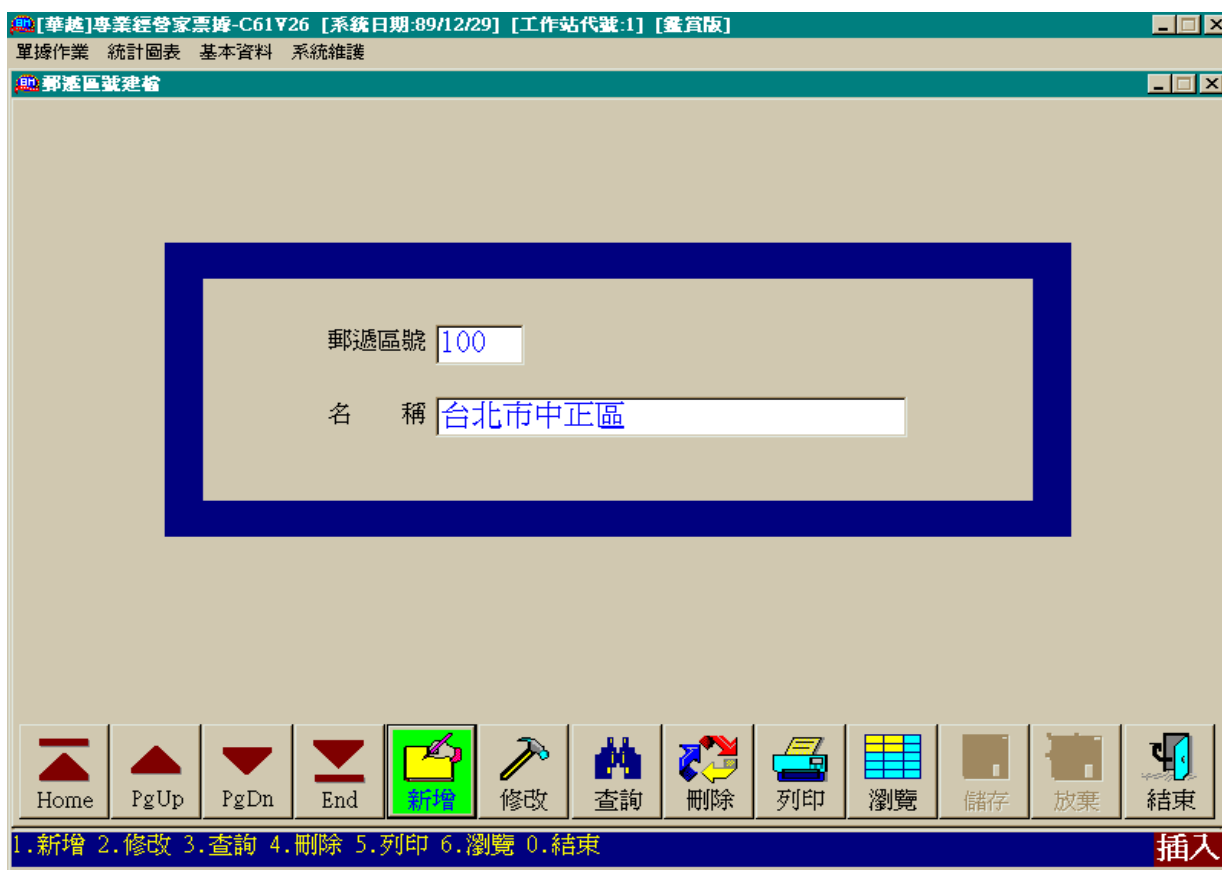 [華越]專業經營家票據-C61V26 [系統日期:89/12/29] [工作站代號:1] [鑑賞版]
單據作業 統計圖表 基本資料 系統維護
郵遞區號建檔
郵遞區號 100
名 稱 台北市中正區
Home PgUp PgDn End 新增 修改 查詢 刪除 列印 瀏覽 儲存 放棄 結束
1.新增 2.修改 3.查詢 4.刪除 5.列印 6.瀏覽 0.結束 插入